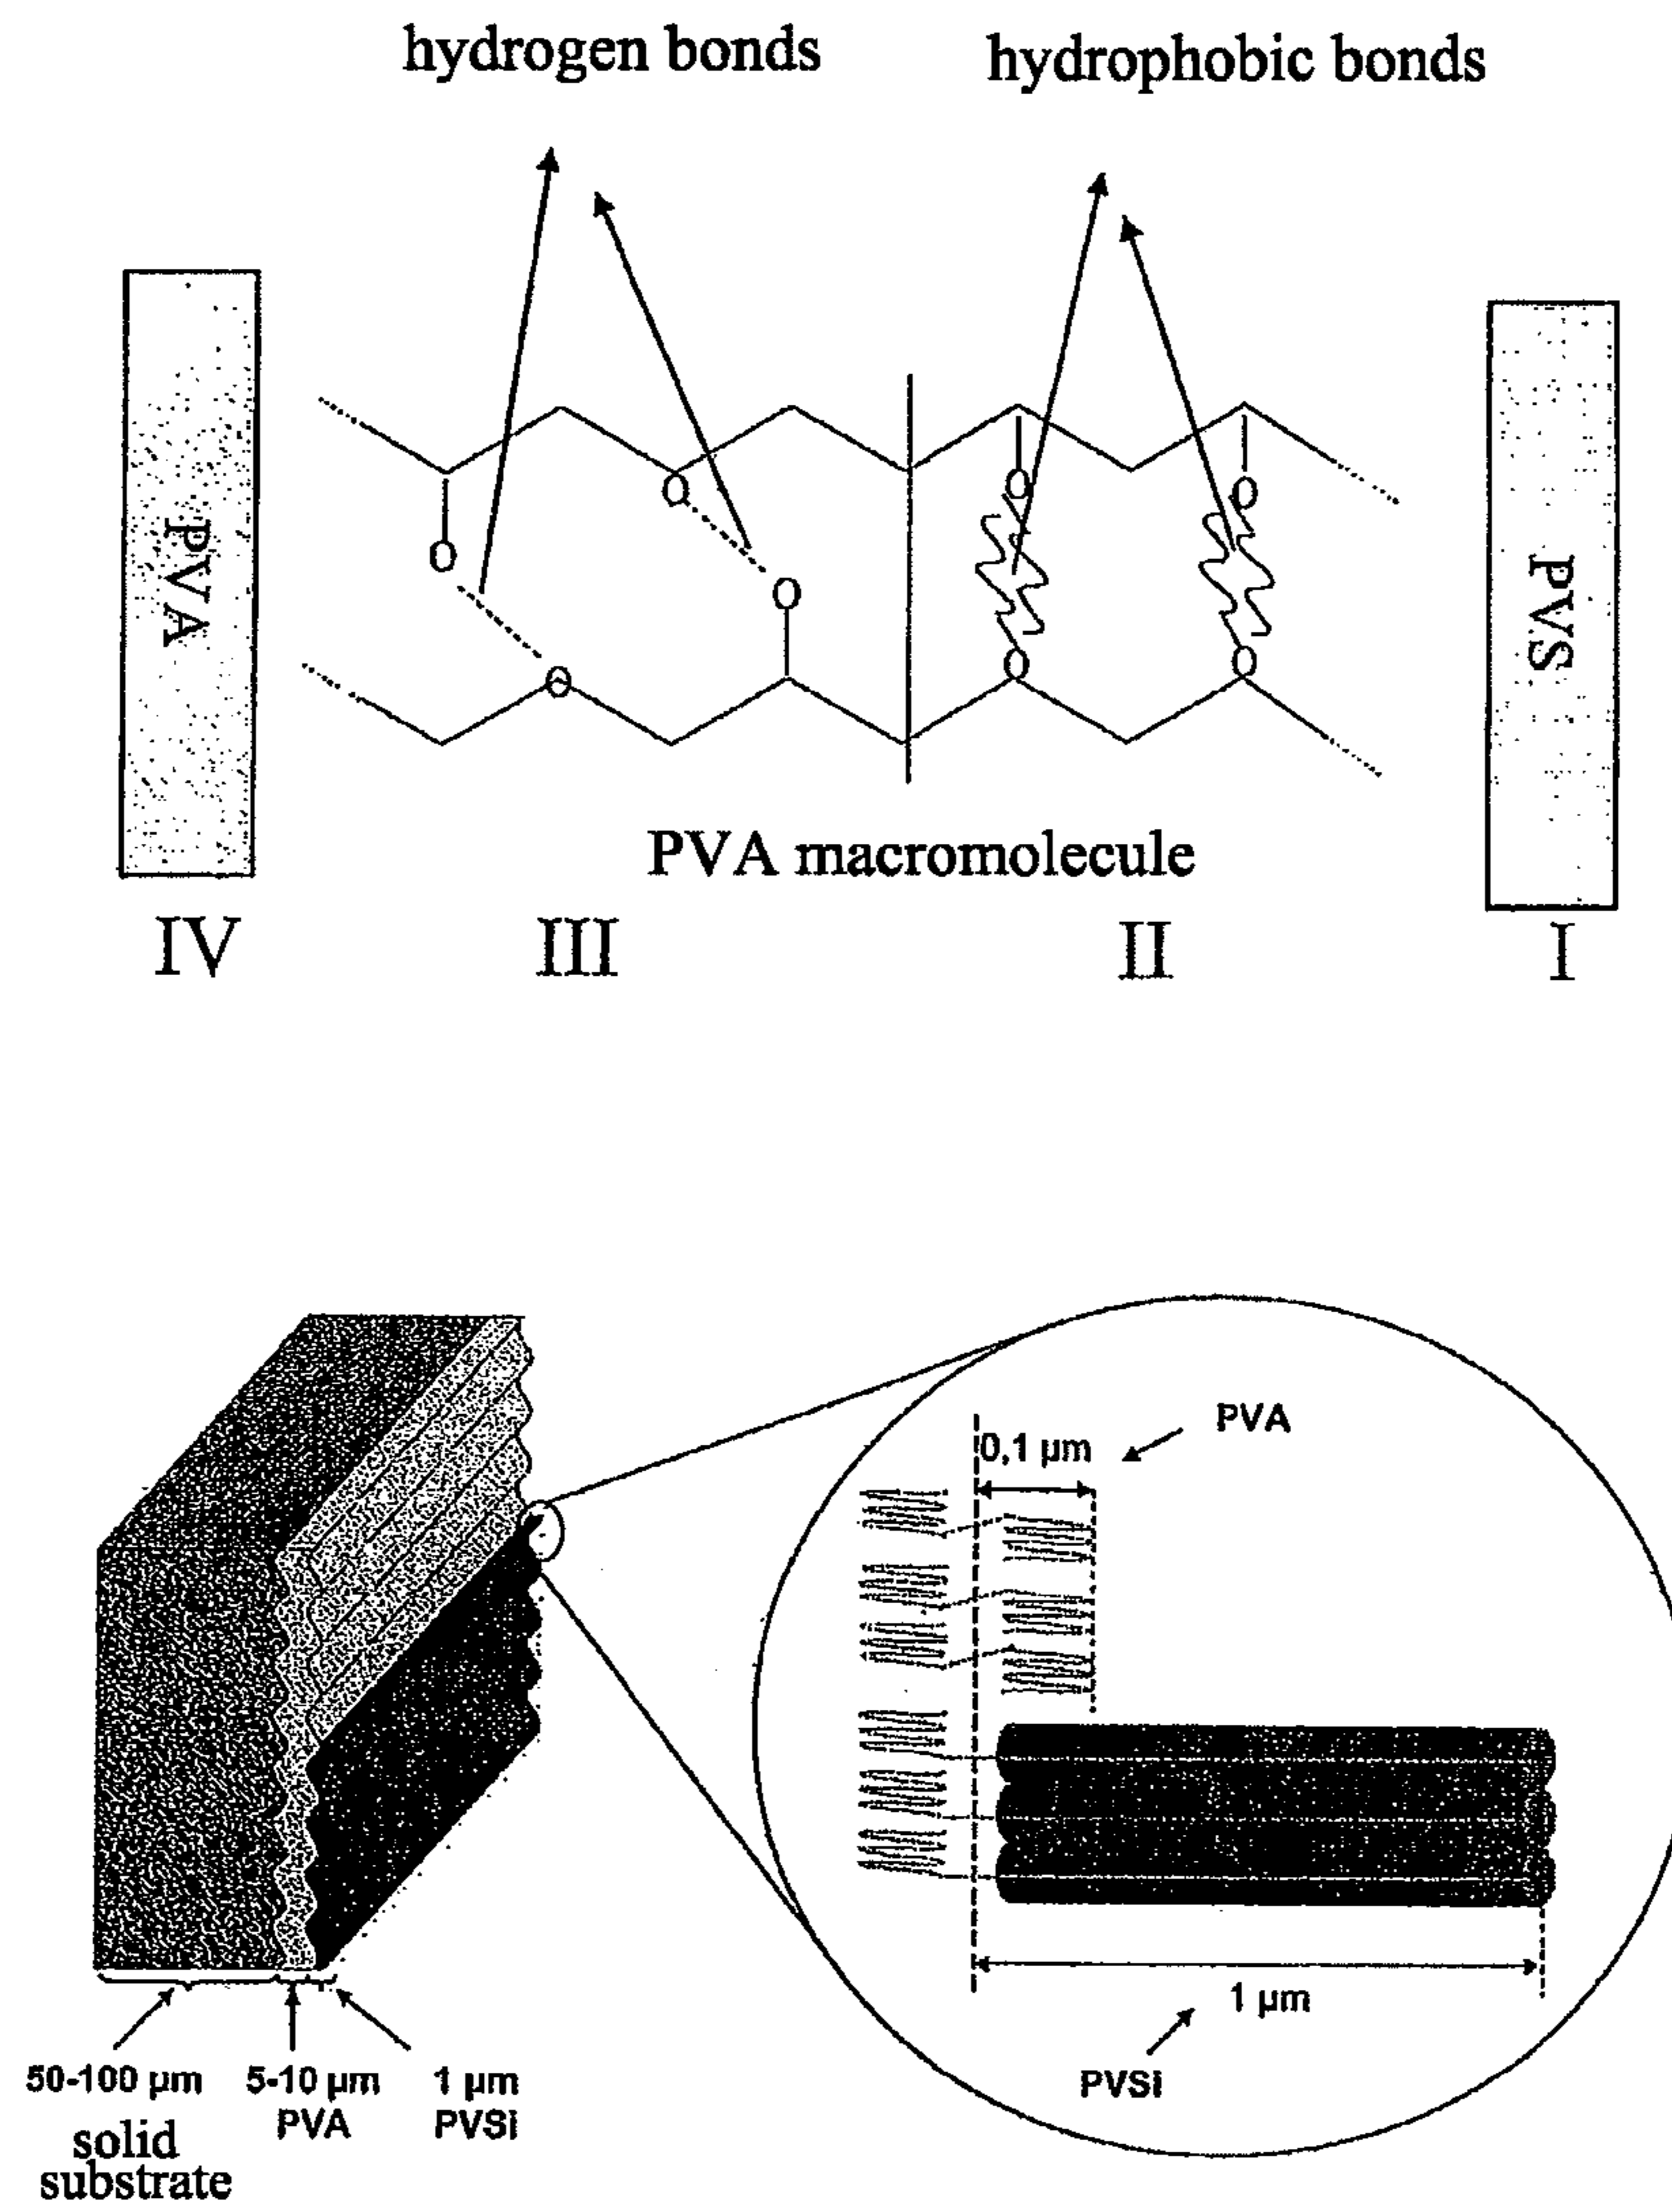 hydrogen bonds
hydrophobic bonds
PVA
O
O
O
O
O
O
O
O
PVS
PVA macromolecule
IV
III
II
I
PVA
0,1 µm
1 µm
PVSi
50-100 µm
solid
substrate
5-10 µm
PVA
1 µm
PVSi